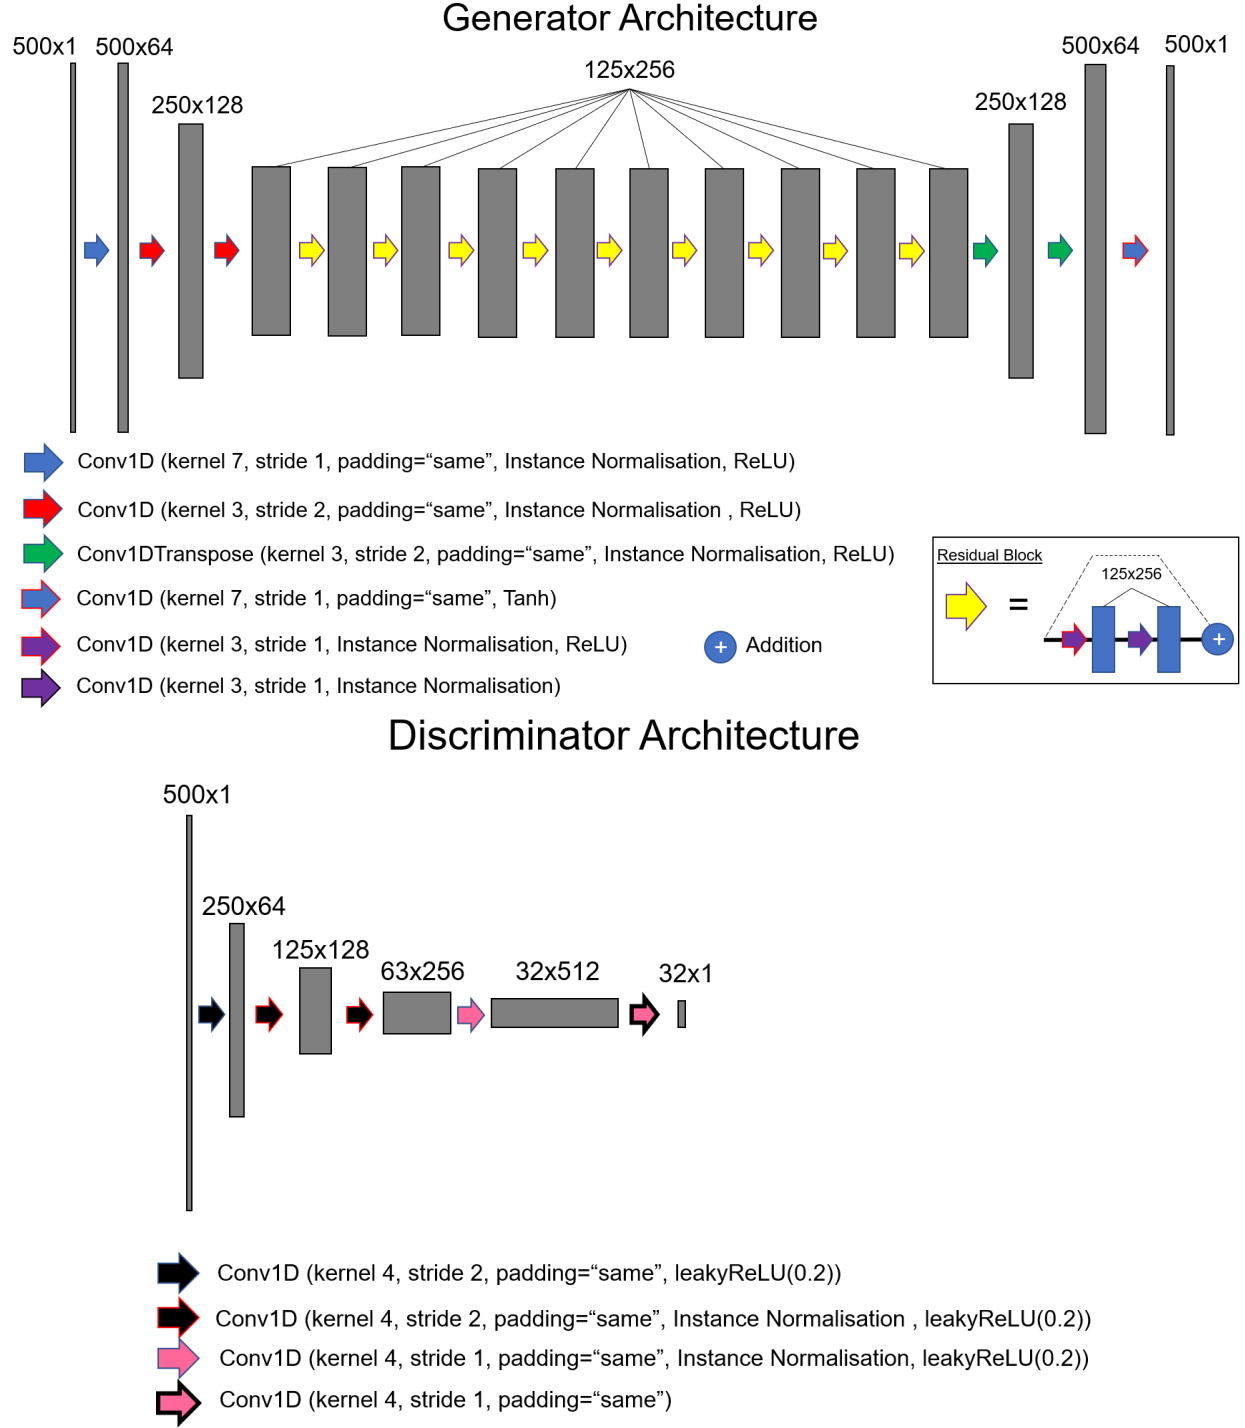 Generator Architecture
500x1
500x64
250x128
125x256
250x128
500x64
500x1
Conv1D (kernel 7, stride 1, padding=“same”, Instance Normalisation, ReLU)
Conv1D (kernel 3, stride 2, padding=“same”, Instance Normalisation , ReLU)
Conv1DTranspose (kernel 3, stride 2, padding=“same”, Instance Normalisation, ReLU)
Conv1D (kernel 7, stride 1, padding=“same”, Tanh)
Conv1D (kernel 3, stride 1, Instance Normalisation, ReLU)
Conv1D (kernel 3, stride 1, Instance Normalisation)
+ Addition
Residual Block
=
125x256
+
Discriminator Architecture
500x1
250x64
125x128
63x256
32x512
32x1
Conv1D (kernel 4, stride 2, padding=“same”, leakyReLU(0.2))
Conv1D (kernel 4, stride 2, padding=“same”, Instance Normalisation , leakyReLU(0.2))
Conv1D (kernel 4, stride 1, padding=“same”, Instance Normalisation, leakyReLU(0.2))
Conv1D (kernel 4, stride 1, padding=“same”)